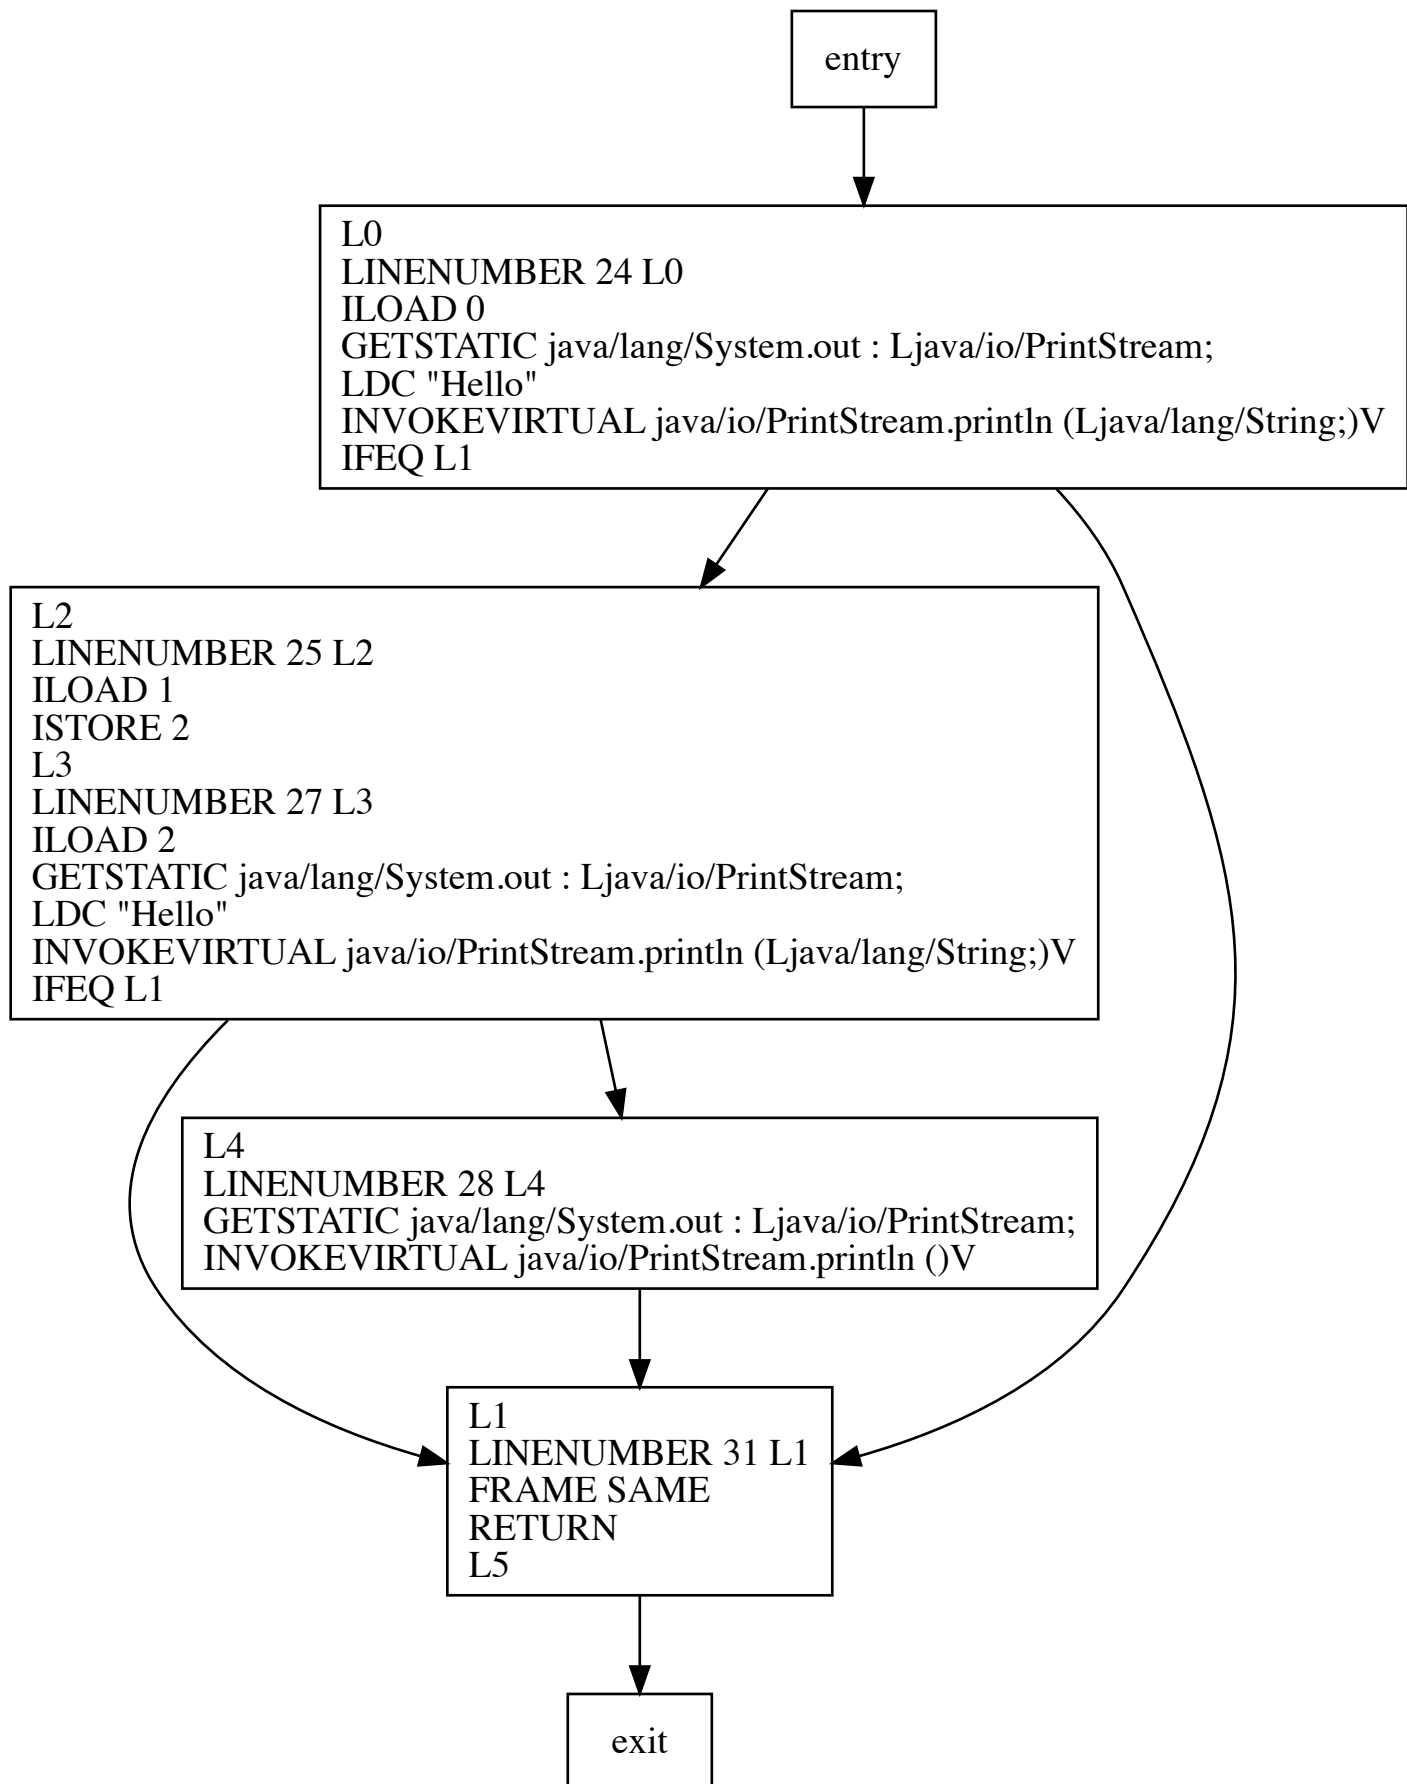 entry
L0
LINENUMBER 24 L0
ILOAD 0
GETSTATIC java/lang/System.out : Ljava/io/PrintStream;
LDC "Hello"
INVOKEVIRTUAL java/io/PrintStream.println (Ljava/lang/String;)V
IFEQ L1
L2
LINENUMBER 25 L2
ILOAD 1
ISTORE 2
L3
LINENUMBER 27 L3
ILOAD 2
GETSTATIC java/lang/System.out : Ljava/io/PrintStream;
LDC "Hello"
INVOKEVIRTUAL java/io/PrintStream.println (Ljava/lang/String;)V
IFEQ L1
L4
LINENUMBER 28 L4
GETSTATIC java/lang/System.out : Ljava/io/PrintStream;
INVOKEVIRTUAL java/io/PrintStream.println ()V
L1
LINENUMBER 31 L1
FRAME SAME
RETURN
L5
exit